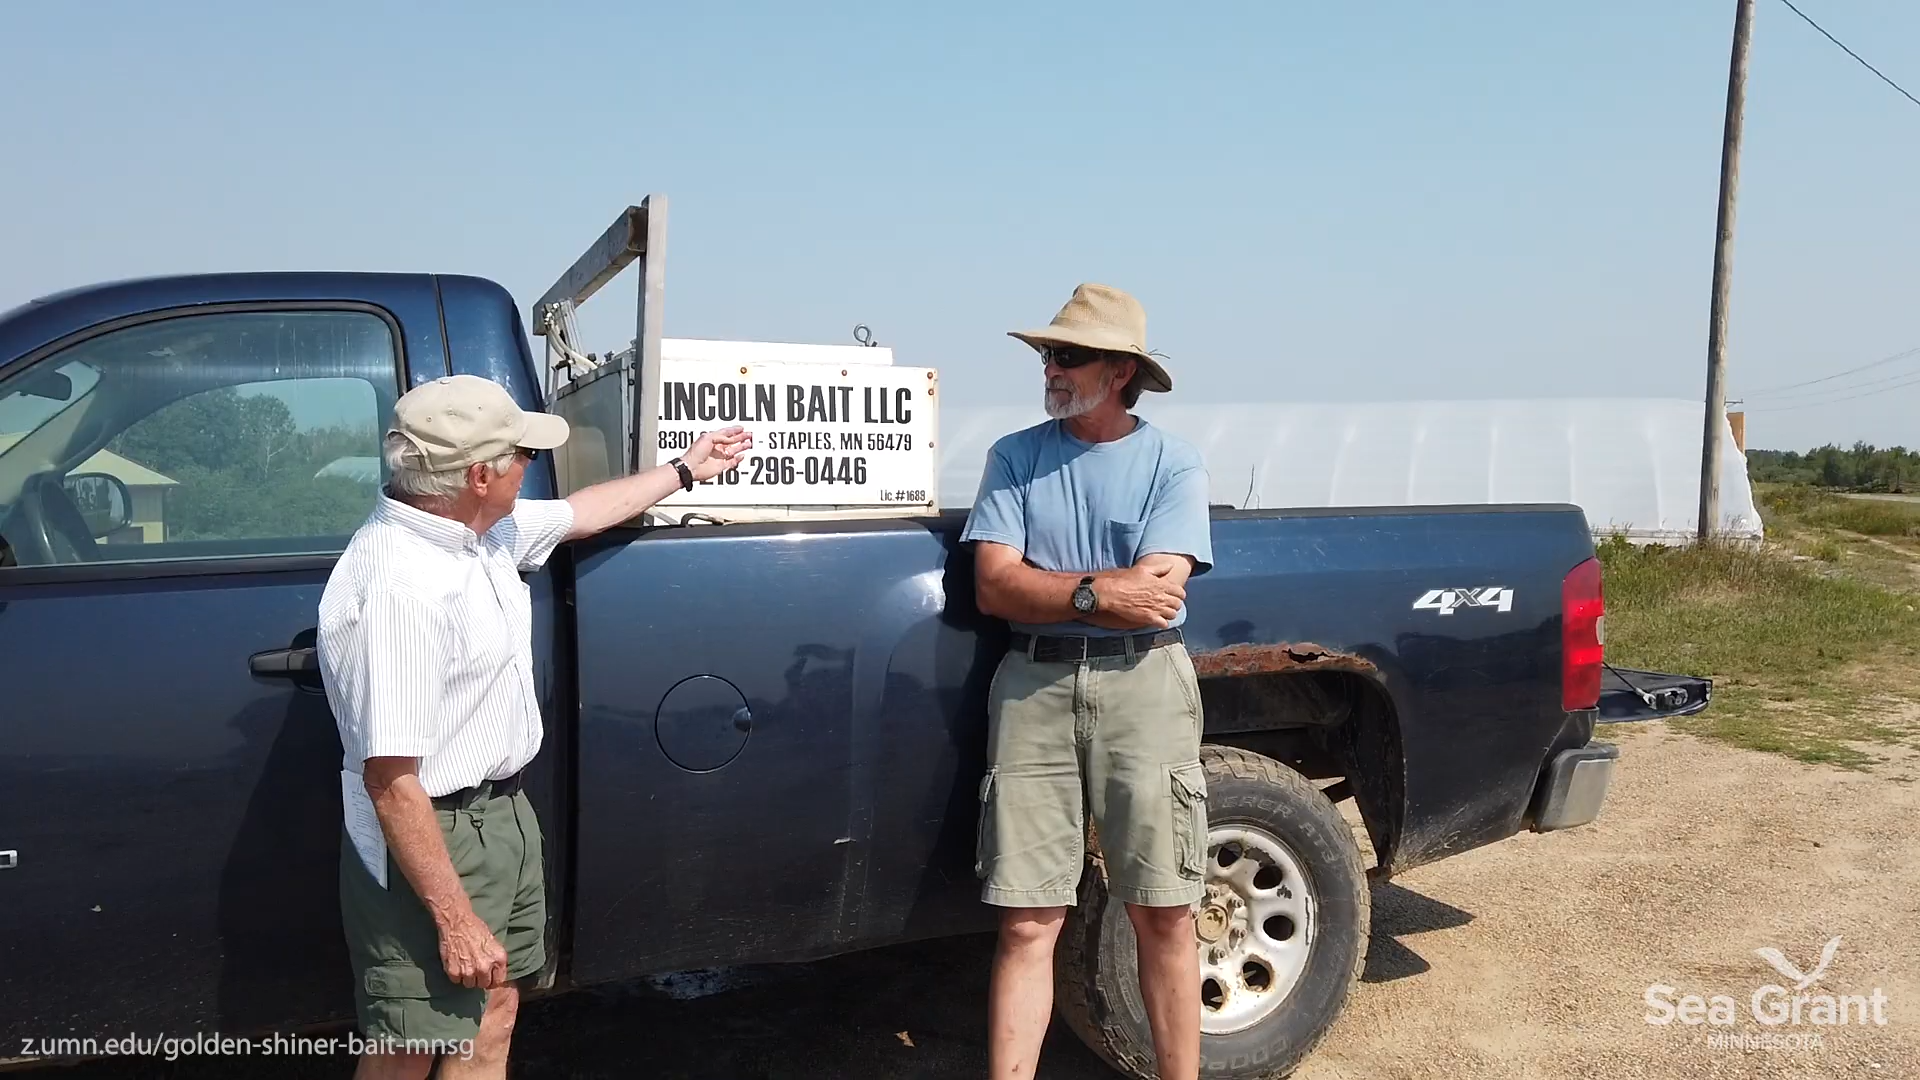 LINCOLN BAIT LLC
8301 - STAPLES, MN 56479
218-296-0446
Lic.#1689
4x4
Sea Grant
MINNESOTA
z.umn.edu/golden-shiner-bait-mnsg